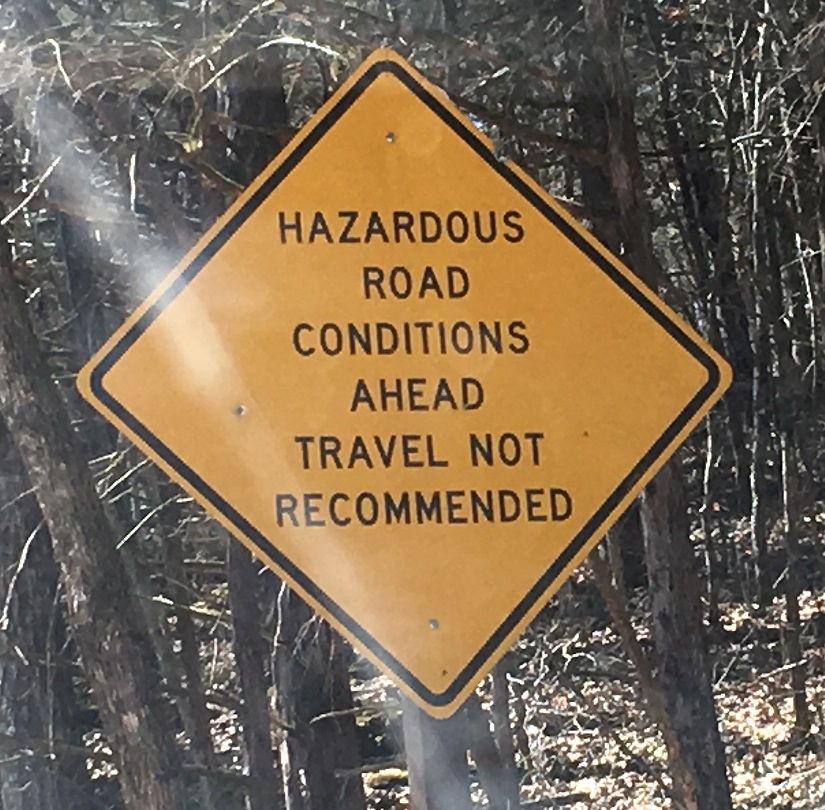 HAZARDOUS
ROAD
CONDITIONS
AHEAD
TRAVEL NOT
RECOMMENDED